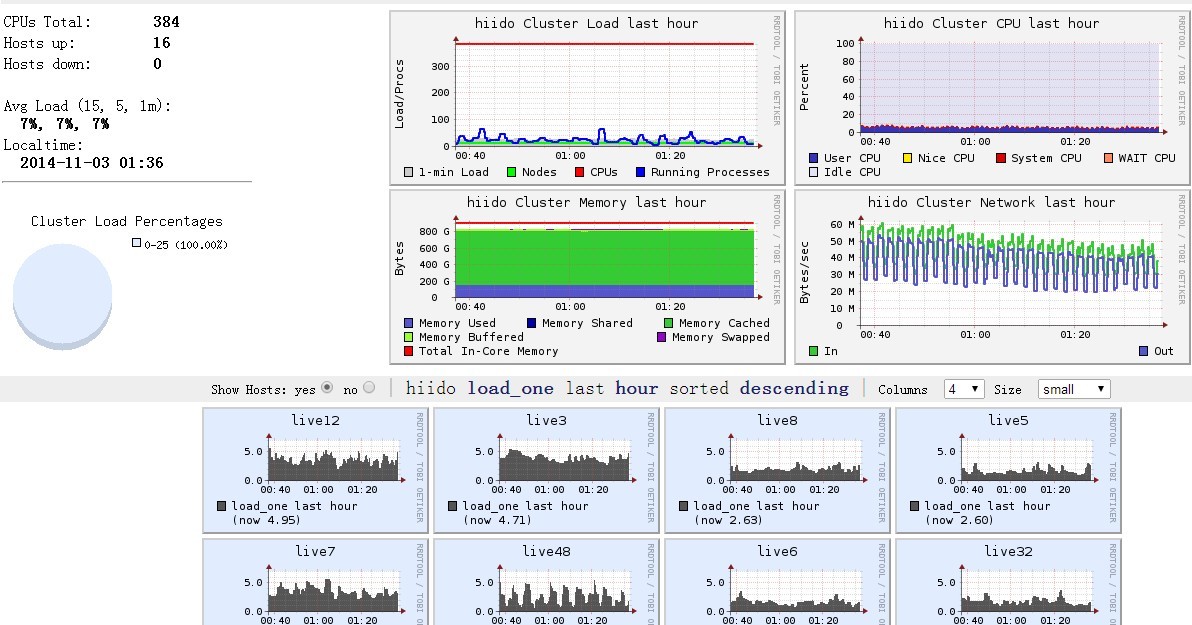 CPUs Total: 384
Hosts up: 16
Hosts down: 0
Avg Load (15, 5, 1m):
7%, 7%, 7%
Localtime:
2014-11-03 01:36
Cluster Load Percentages
0-25 (100.00%)
hiido Cluster Load last hour
RRDTOOL / TOBI OETIKER
Load/Procs
300
200
100
0
00:40 01:00 01:20
1-min Load Nodes CPUs Running Processes
hiido Cluster CPU last hour
RRDTOOL / TOBI OETIKER
Percent
100
80
60
40
20
0
00:40 01:00 01:20
User CPU Nice CPU System CPU WAIT CPU
Idle CPU
hiido Cluster Memory last hour
RRDTOOL / TOBI OETIKER
Bytes
800 G
600 G
400 G
200 G
0
00:40 01:00 01:20
Memory Used Memory Shared Memory Cached
Memory Buffered Memory Swapped
Total In-Core Memory
hiido Cluster Network last hour
RRDTOOL / TOBI OETIKER
Bytes/sec
60 M
50 M
40 M
30 M
20 M
10 M
0
00:40 01:00 01:20
In Out
Show Hosts: yes no hiido load_one last hour sorted descending Columns 4 Size small
live12
RRDTOOL / TOBI OETIKER
5.0
0.0
00:40 01:00 01:20
load_one last hour
(now 4.95)
live3
RRDTOOL / TOBI OETIKER
5.0
0.0
00:40 01:00 01:20
load_one last hour
(now 4.71)
live8
RRDTOOL / TOBI OETIKER
5.0
0.0
00:40 01:00 01:20
load_one last hour
(now 2.63)
live5
RRDTOOL / TOBI OETIKER
5.0
0.0
00:40 01:00 01:20
load_one last hour
(now 2.60)
live7
RRDTOOL / TOBI
5.0
0.0
00:40 01:00 01:20
live48
RRDTOOL / TOBI
5.0
0.0
00:40 01:00 01:20
live6
RRDTOOL / TOBI
5.0
0.0
00:40 01:00 01:20
live32
RRDTOOL / TOBI
5.0
0.0
00:40 01:00 01:20